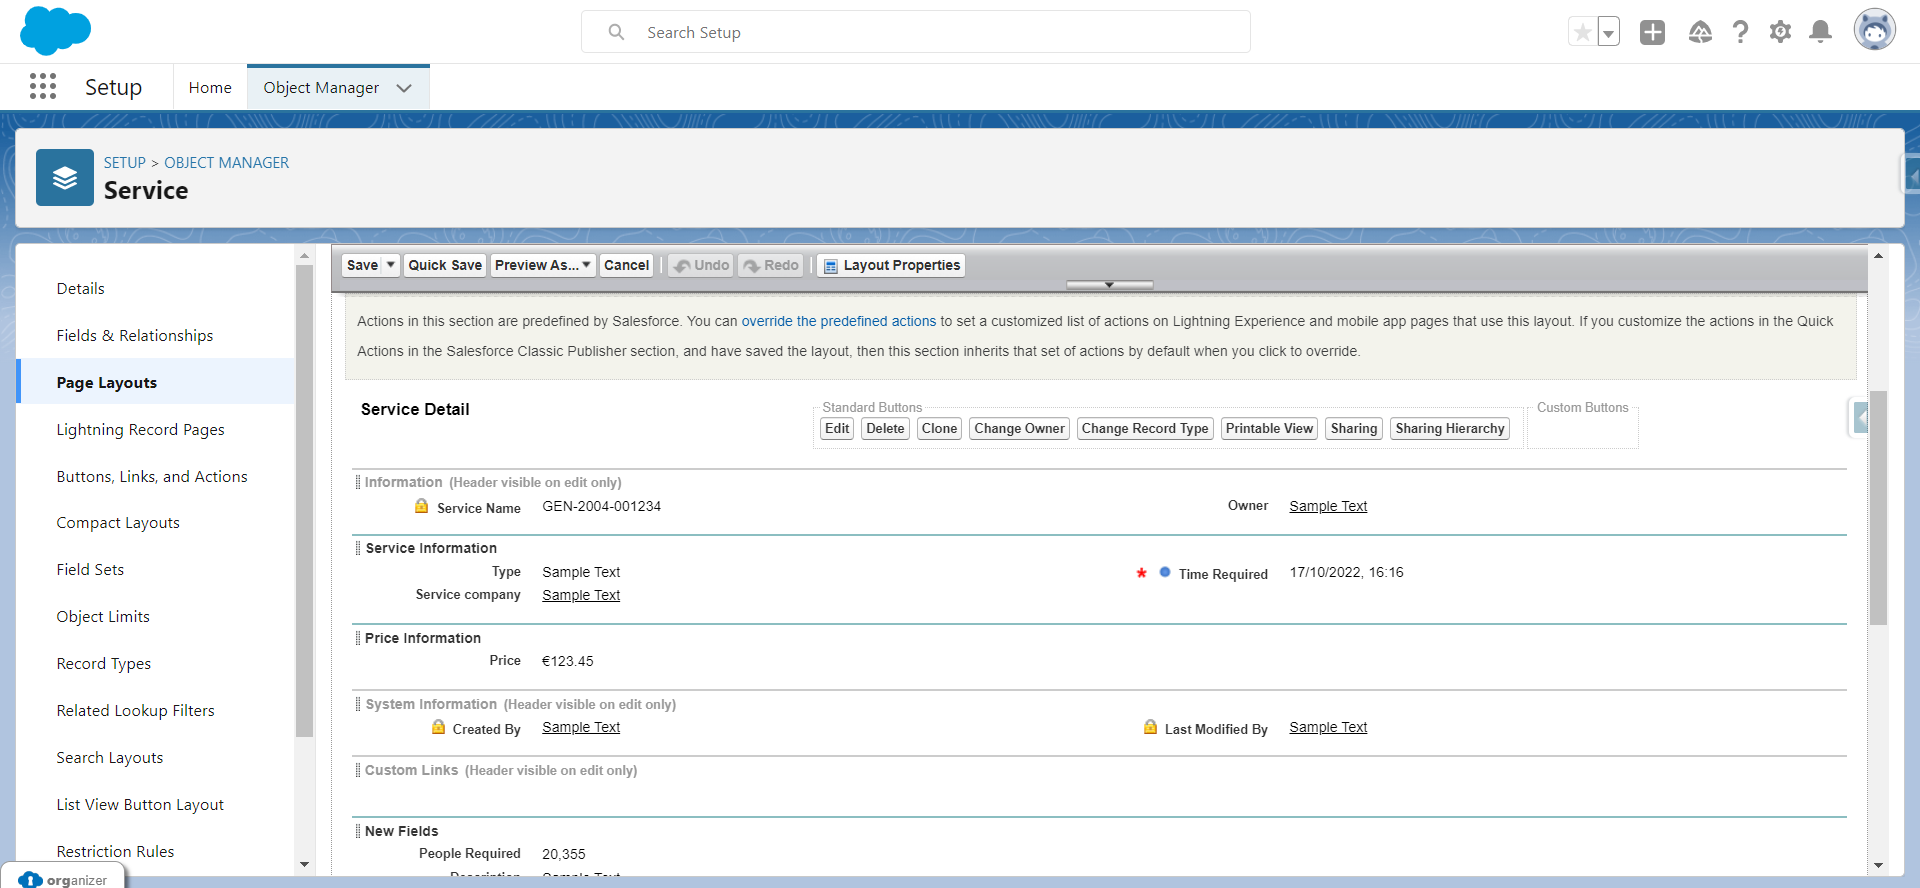 Search Setup
Setup
Home
Object Manager
SETUP > OBJECT MANAGER
Service
Details
Fields & Relationships
Page Layouts
Lightning Record Pages
Buttons, Links, and Actions
Compact Layouts
Field Sets
Object Limits
Record Types
Related Lookup Filters
Search Layouts
List View Button Layout
Restriction Rules
organizer
Save Quick Save Preview As... Cancel Undo Redo Layout Properties
Actions in this section are predefined by Salesforce. You can override the predefined actions to set a customized list of actions on Lightning Experience and mobile app pages that use this layout. If you customize the actions in the Quick
Actions in the Salesforce Classic Publisher section, and have saved the layout, then this section inherits that set of actions by default when you click to override.
Service Detail
Standard Buttons
Edit Delete Clone Change Owner Change Record Type Printable View Sharing Sharing Hierarchy
Custom Buttons
Information (Header visible on edit only)
Service Name GEN-2004-001234 Owner Sample Text
Service Information
Type Sample Text * Time Required 17/10/2022, 16:16
Service company Sample Text
Price Information
Price €123.45
System Information (Header visible on edit only)
Created By Sample Text Last Modified By Sample Text
Custom Links (Header visible on edit only)
New Fields
People Required 20,355
Description Sample Text